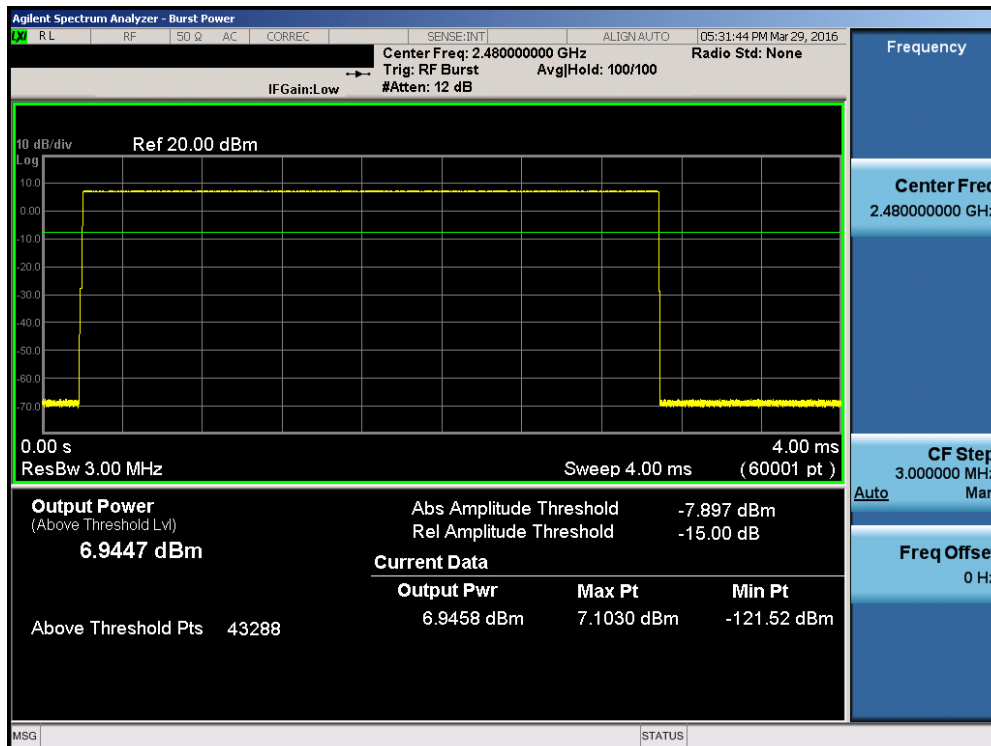 Agilent Spectrum Analyzer - Burst Power
LXI RL RF 50 Ω AC CORREC SENSE:INT ALIGNAUTO 05:31:44 PM Mar 29, 2016
Center Freq: 2.480000000 GHz Radio Std: None
Trig: RF Burst Avg|Hold: 100/100
IFGain:Low #Atten: 12 dB
10 dB/div Ref 20.00 dBm
Log
10.0
0.00
-10.0
-20.0
-30.0
-40.0
-50.0
-60.0
-70.0
0.00 s 4.00 ms
ResBw 3.00 MHz Sweep 4.00 ms (60001 pt)
Output Power
(Above Threshold Lvl)
6.9447 dBm
Above Threshold Pts 43288
Abs Amplitude Threshold -7.897 dBm
Rel Amplitude Threshold -15.00 dB
Current Data
Output Pwr Max Pt Min Pt
6.9458 dBm 7.1030 dBm -121.52 dBm
MSG STATUS
Frequency
Center Freq
2.480000000 GHz
CF Step
3.000000 MHz
Auto Man
Freq Offset
0 Hz